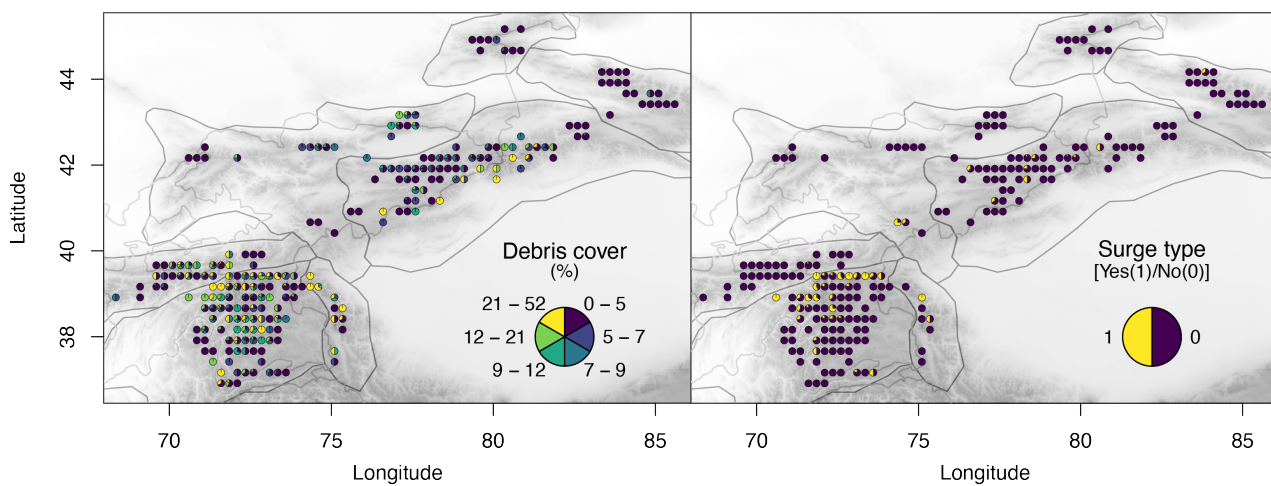 Latitude
44
42
40
38
Debris cover
(%)
21 − 52
0 − 5
12 − 21
5 − 7
9 − 12
7 − 9
Surge type
[Yes(1)/No(0)]
1
0
70
75
80
85
70
75
80
85
Longitude
Longitude